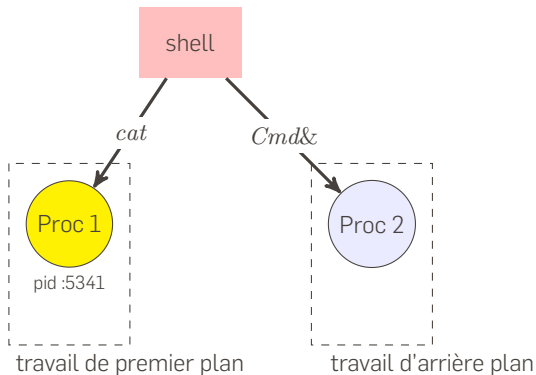 shell
cat
Cmd&
Proc 1
Proc 2
pid :5341
travail de premier plan
travail d'arrière plan